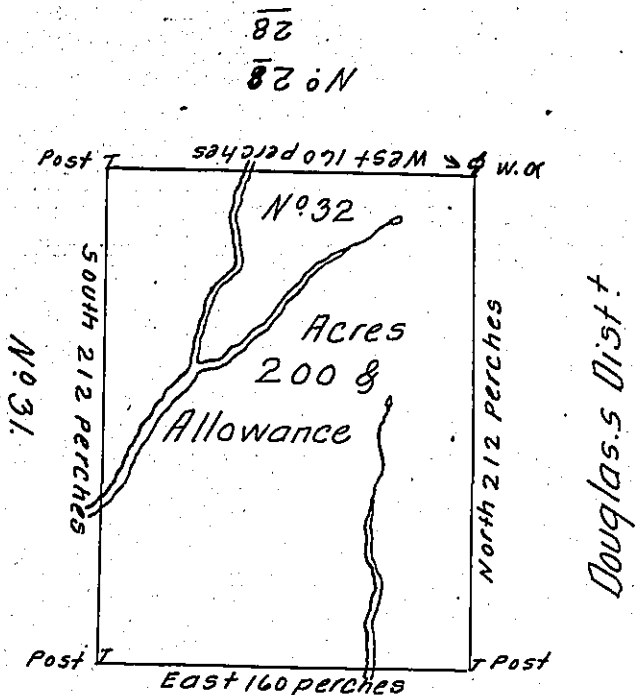 28
No 28
Post
West 160 perches
W. O
No 32
South 212 perches
No 31.
Acres
200 &
Allowance
North 212 Perches
Douglas.s Dist.t
Post
East 160 perches
Post